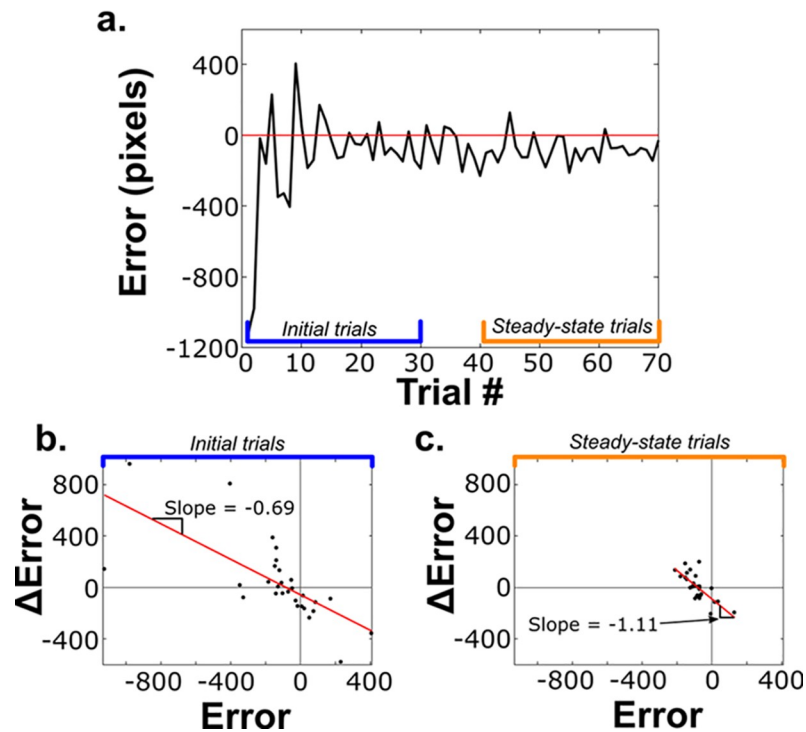 a.
Error (pixels)
400
0
-400
-800
-1200
Initial trials
Steady-state trials
0 10 20 30 40 50 60 70
Trial #
b.
Initial trials
ΔError
800
400
0
-400
Slope = -0.69
-800 -400 0 400
Error
c.
Steady-state trials
ΔError
800
400
0
-400
Slope = -1.11
-800 -400 0 400
Error